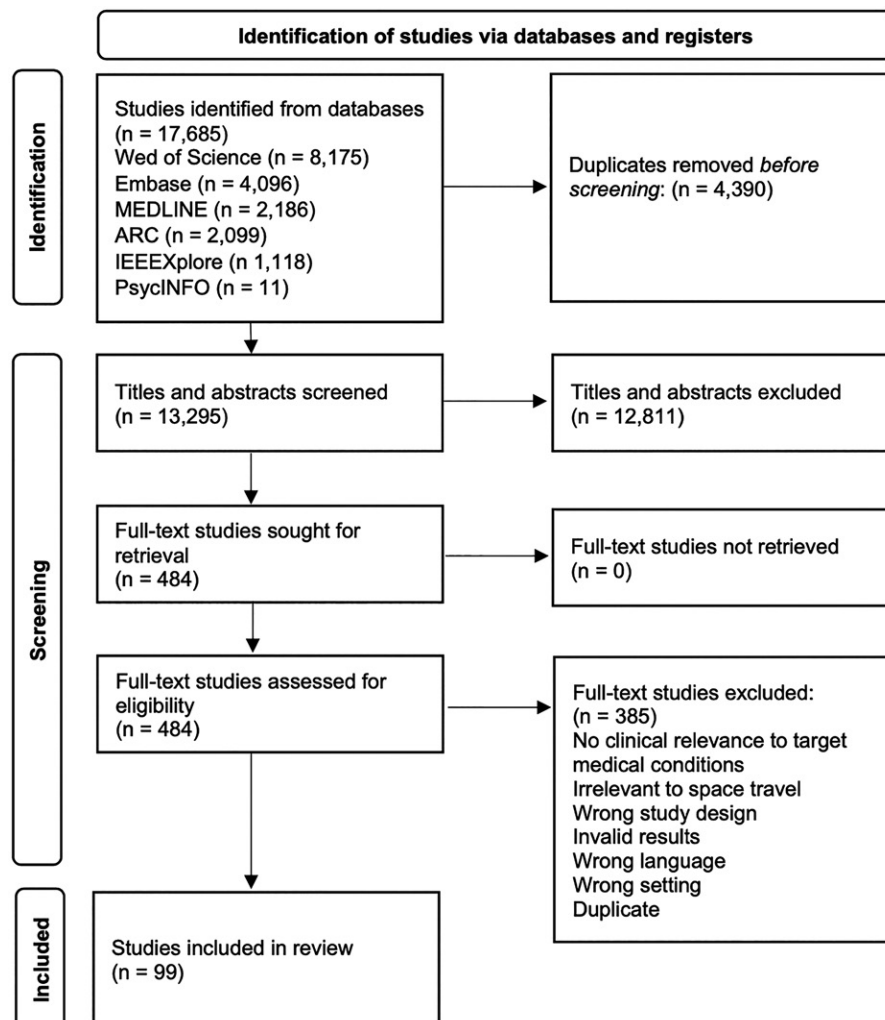 Identification of studies via databases and registers
Identification
Studies identified from databases
(n = 17,685)
Wed of Science (n = 8,175)
Embase (n = 4,096)
MEDLINE (n = 2,186)
ARC (n = 2,099)
IEEEXplore (n 1,118)
PsycINFO (n = 11)
Duplicates removed before
screening: (n = 4,390)
Screening
Titles and abstracts screened
(n = 13,295)
Titles and abstracts excluded
(n = 12,811)
Full-text studies sought for
retrieval
(n = 484)
Full-text studies not retrieved
(n = 0)
Full-text studies assessed for
eligibility
(n = 484)
Full-text studies excluded:
(n = 385)
No clinical relevance to target
medical conditions
Irrelevant to space travel
Wrong study design
Invalid results
Wrong language
Wrong setting
Duplicate
Included
Studies included in review
(n = 99)